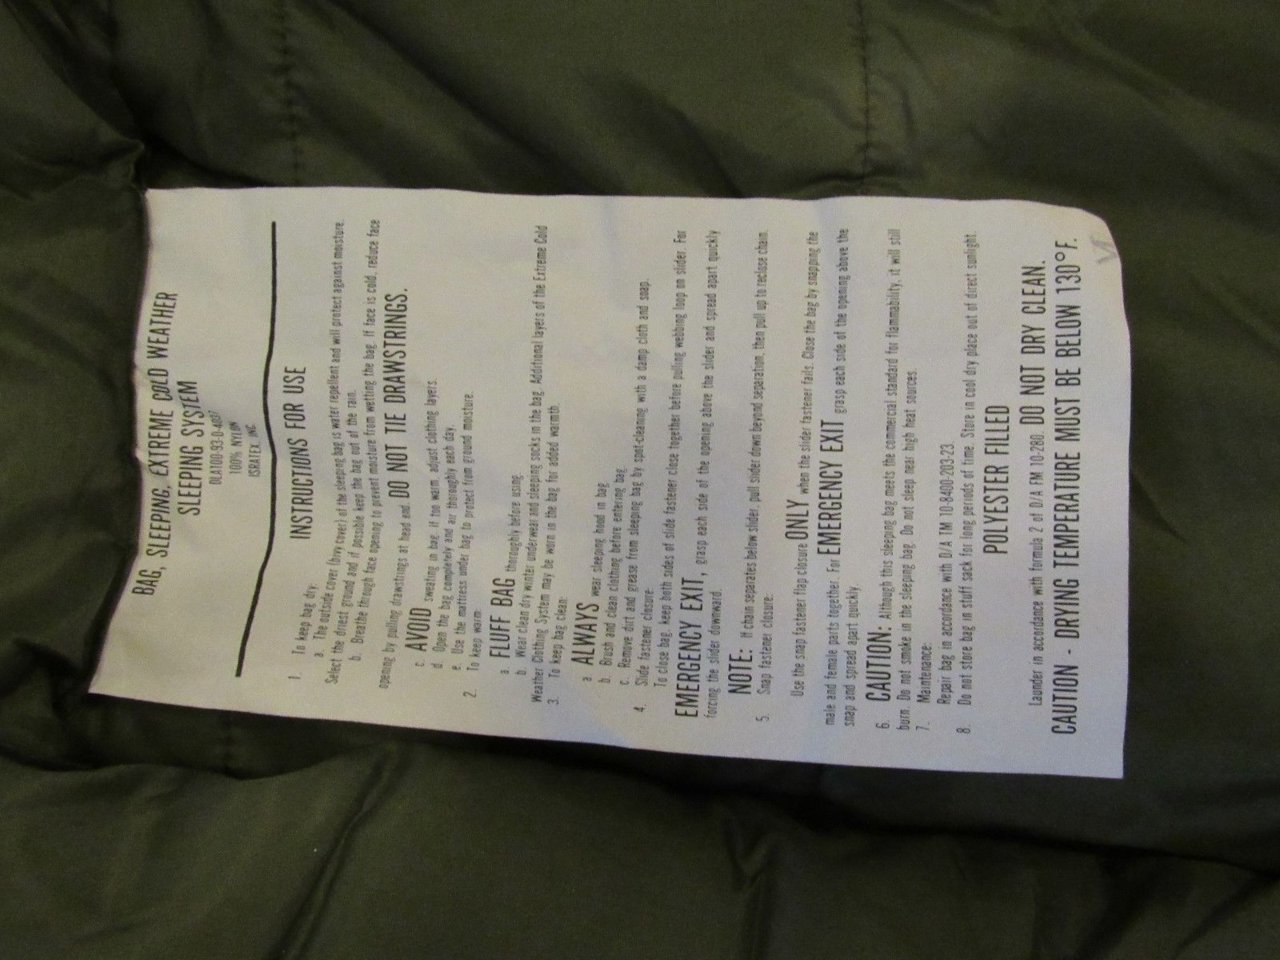 BAG, SLEEPING, EXTREME COLD WEATHER
SLEEPING SYSTEM
DLA100-93-D-4017
100% NYLON
ISRATEX INC.
INSTRUCTIONS FOR USE
1. To keep bag dry:
a. The outside cover (bivy cover) of the sleeping bag is water repellent and will protect against moisture.
Select the driest ground and if possible keep the bag out of the rain.
b. Breathe through face opening to prevent moisture from wetting the bag. If face is cold, reduce face
opening by pulling drawstrings at head and DO NOT TIE DRAWSTRINGS.
c. AVOID sweating in bag, if too warm, adjust clothing layers.
d. Open the bag completely and air thoroughly each day.
e. Use the mattress under bag to protect from ground moisture.
2. To keep warm:
a. FLUFF BAG thoroughly before using.
b. Wear clean dry winter underwear and sleeping socks in the bag. Additional layers of the Extreme Cold
Weather Clothing System may be worn in the bag for added warmth.
3. To keep bag clean:
a. ALWAYS wear sleeping hood in bag
b. Brush and clean clothing before entering bag.
c. Remove dirt and grease from sleeping bag by spot-cleaning with a damp cloth and soap.
4. Slide fastener closure:
To close bag, keep both sides of slide fastener close together before pulling webbing loop on slider. For
EMERGENCY EXIT, grasp each side of the opening above the slider and spread apart quickly
forcing the slider downward.
NOTE: If chain separates below slider, pull slider down beyond separation, then pull up to reclose chain.
5. Snap fastener closure:
Use the snap fastener flap closure ONLY when the slider fastener fails. Close the bag by snapping the
male and female parts together. For EMERGENCY EXIT grasp each side of the opening above the
snap and spread apart quickly.
6. CAUTION: Although this sleeping bag meets the commercial standard for flammability, it will still
burn. Do not smoke in the sleeping bag. Do not sleep near high heat sources.
7. Maintenance:
Repair bag in accordance with D/A TM 10-8400-203-23.
8. Do not store bag in stuff sack for long periods of time. Store in cool dry place out of direct sunlight.
POLYESTER FILLED
Launder in accordance with formula 2 of D/A FM 10-280. DO NOT DRY CLEAN.
CAUTION - DRYING TEMPERATURE MUST BE BELOW 130°F.